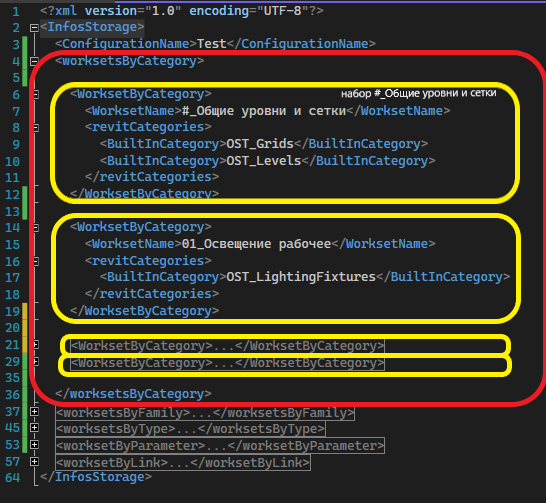 1 <?xml version="1.0" encoding="UTF-8"?>
2 <InfosStorage>
3 <ConfigurationName>Test</ConfigurationName>
4 <worksetsByCategory>
5
6 <WorksetByCategory> набор #_Общие уровни и сетки
7 <WorksetName>#_Общие уровни и сетки</WorksetName>
8 <revitCategories>
9 <BuiltInCategory>OST_Grids</BuiltInCategory>
10 <BuiltInCategory>OST_Levels</BuiltInCategory>
11 </revitCategories>
12 </WorksetByCategory>
13
14 <WorksetByCategory>
15 <WorksetName>01_Освещение рабочее</WorksetName>
16 <revitCategories>
17 <BuiltInCategory>OST_LightingFixtures</BuiltInCategory>
18 </revitCategories>
19 </WorksetByCategory>
20
21 <WorksetByCategory>...</WorksetByCategory>
29 <WorksetByCategory>...</WorksetByCategory>
35
36 </worksetsByCategory>
37 <worksetsByFamily>...</worksetsByFamily>
45 <worksetsByType>...</worksetsByType>
53 <worksetByParameter>...</worksetByParameter>
57 <worksetByLink>...</worksetByLink>
64 </InfosStorage>